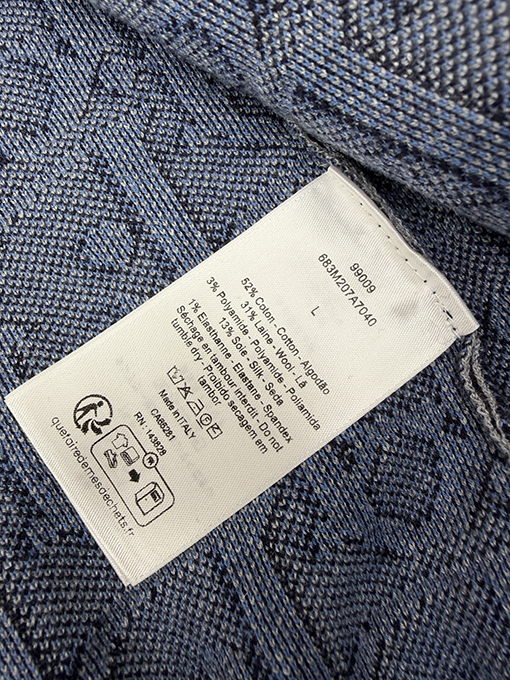 99009
683M207A7040
L
52% Coton - Cotton - Algodão
31% Laine - Wool - Lã
13% Soie - Silk - Seda
3% Polyamide - Polyamide - Poliamida
1% Elasthanne - Elastane - Spandex
Séchage en tambour interdit - Do not
tumble dry - Proibido secagem em
tambor
Made in ITALY
CA65281
RN : 143828
FR
quefairedemesdechets.fr